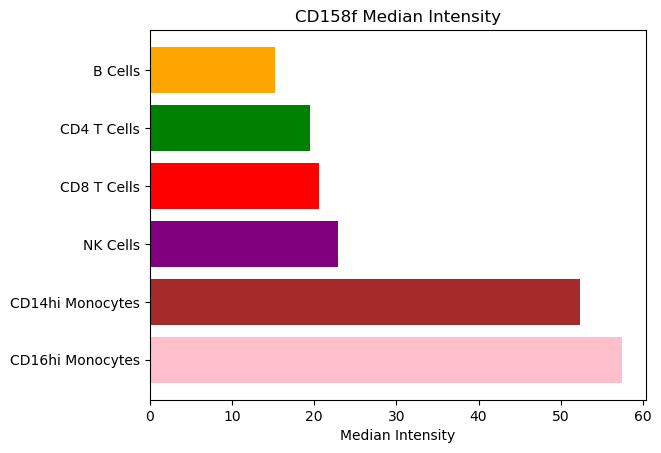 CD158f Median Intensity
B Cells
CD4 T Cells
CD8 T Cells
NK Cells
CD14hi Monocytes
CD16hi Monocytes
0 10 20 30 40 50 60
Median Intensity